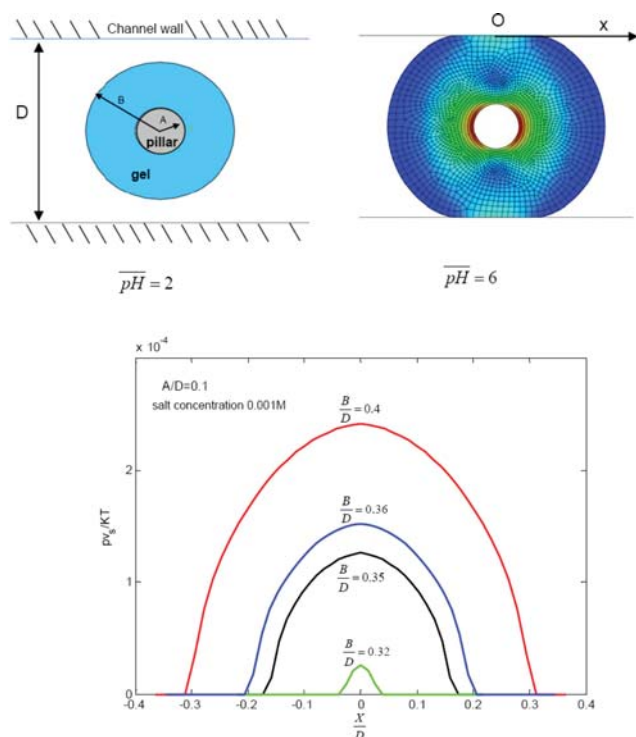 Channel wall
O
x
D
B
A
pillar
gel
pH = 2
pH = 6
x 10⁻⁴
A/D=0.1
salt concentration 0.001M
B/D = 0.4
B/D = 0.36
B/D = 0.35
B/D = 0.32
pvₛ/KT
2
1
0
-0.4 -0.3 -0.2 -0.1 0 0.1 0.2 0.3 0.4
X/D